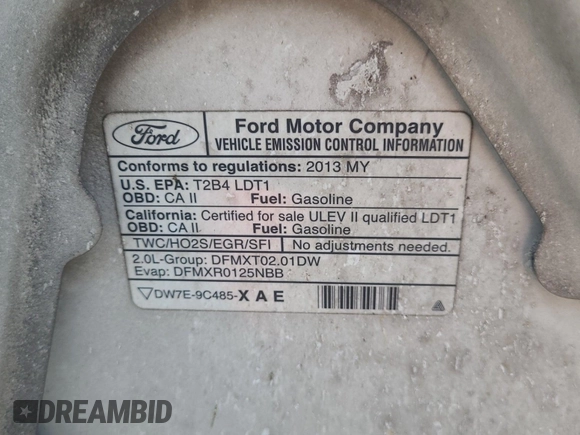 Ford
Ford Motor Company
VEHICLE EMISSION CONTROL INFORMATION
Conforms to regulations: 2013 MY
U.S. EPA: T2B4 LDT1
OBD: CA II Fuel: Gasoline
California: Certified for sale ULEV II qualified LDT1
OBD: CA II Fuel: Gasoline
TWC/HO2S/EGR/SFI No adjustments needed.
2.0L-Group: DFMXT02.01DW
Evap: DFMXR0125NBB
DW7E-9C485-X A E
DREAMBID